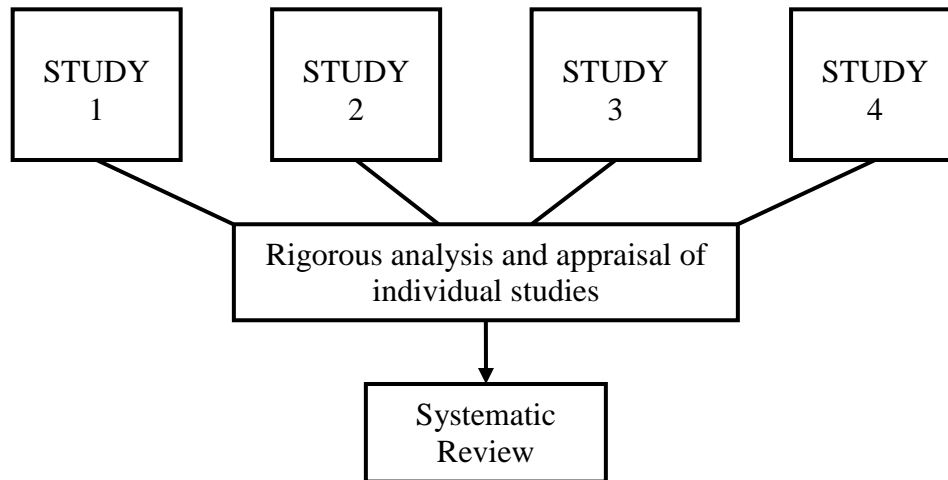 STUDY
1
STUDY
2
STUDY
3
STUDY
4
Rigorous analysis and appraisal of
individual studies
Systematic
Review